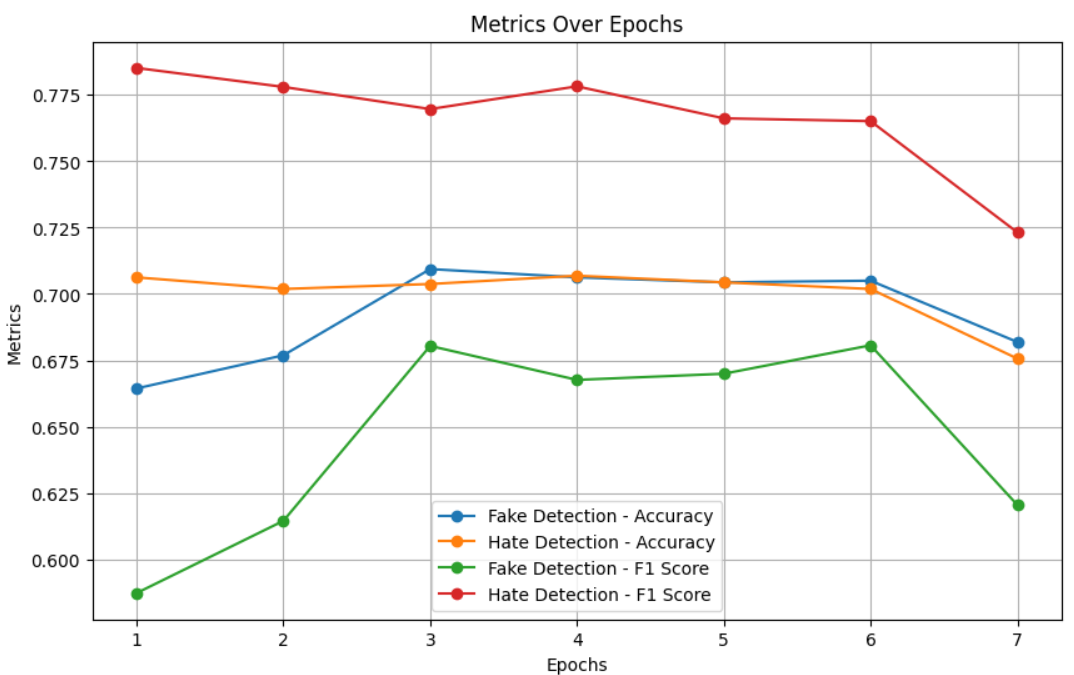 Metrics Over Epochs
Metrics
0.775
0.750
0.725
0.700
0.675
0.650
0.625
0.600
Fake Detection - Accuracy
Hate Detection - Accuracy
Fake Detection - F1 Score
Hate Detection - F1 Score
1 2 3 4 5 6 7
Epochs